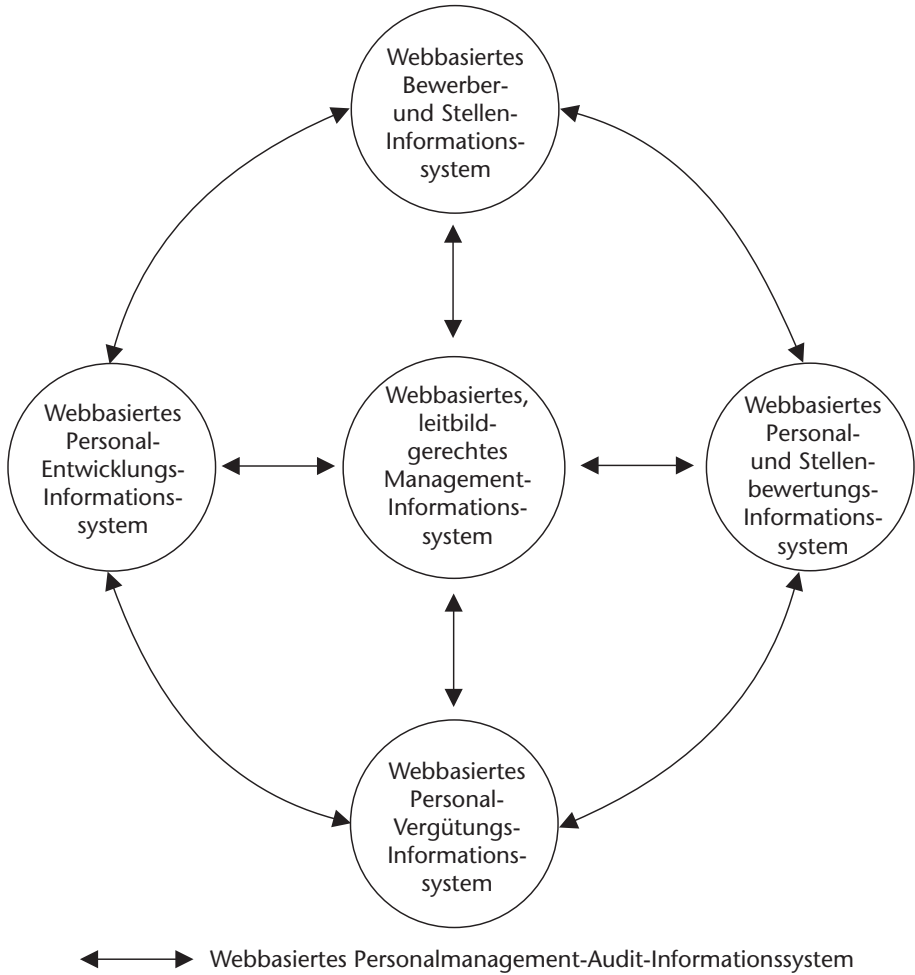 Webbasiertes
Bewerber-
und Stellen-
Informations-
system
Webbasiertes
Personal-
Entwicklungs-
Informations-
system
Webbasiertes,
leitbild-
gerechtes
Management-
Informations-
system
Webbasiertes
Personal-
und Stellen-
bewertungs-
Informations-
system
Webbasiertes
Personal-
Vergütungs-
Informations-
system
Webbasiertes Personalmanagement-Audit-Informationssystem